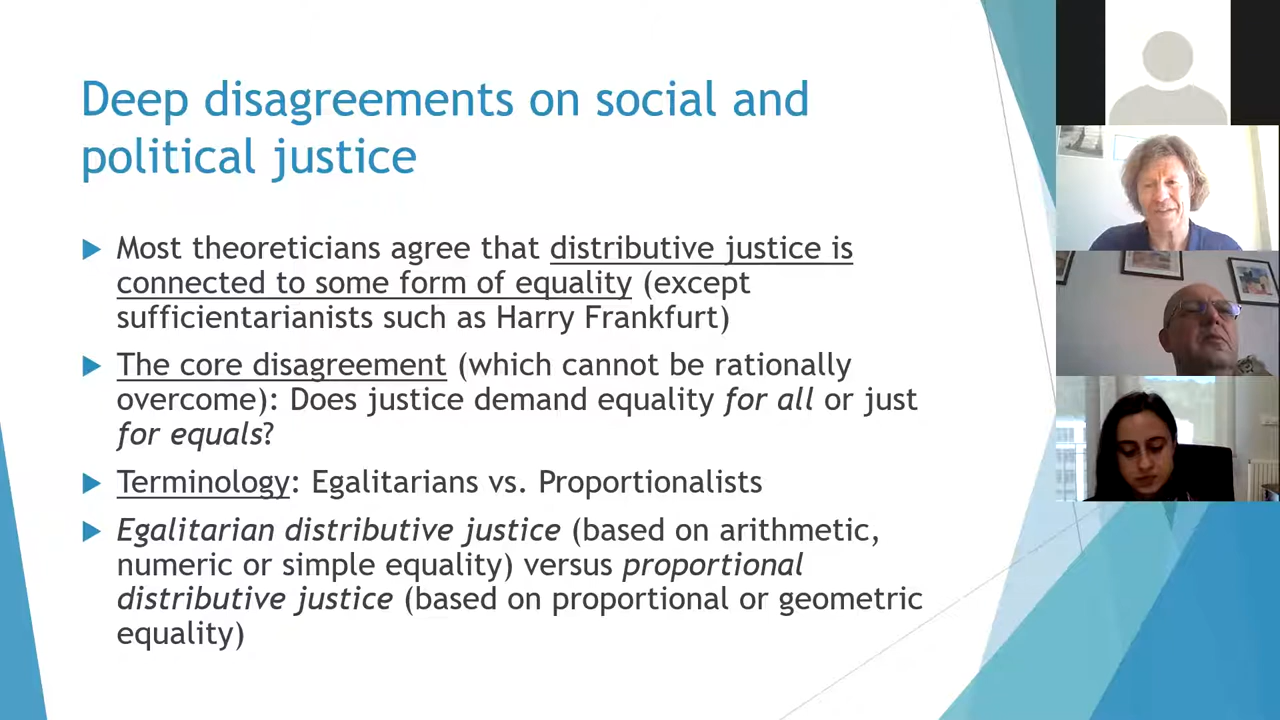 Deep disagreements on social and
political justice
Most theoreticians agree that distributive justice is
connected to some form of equality (except
sufficientarianists such as Harry Frankfurt)
The core disagreement (which cannot be rationally
overcome): Does justice demand equality for all or just
for equals?
Terminology: Egalitarians vs. Proportionalists
Egalitarian distributive justice (based on arithmetic,
numeric or simple equality) versus proportional
distributive justice (based on proportional or geometric
equality)